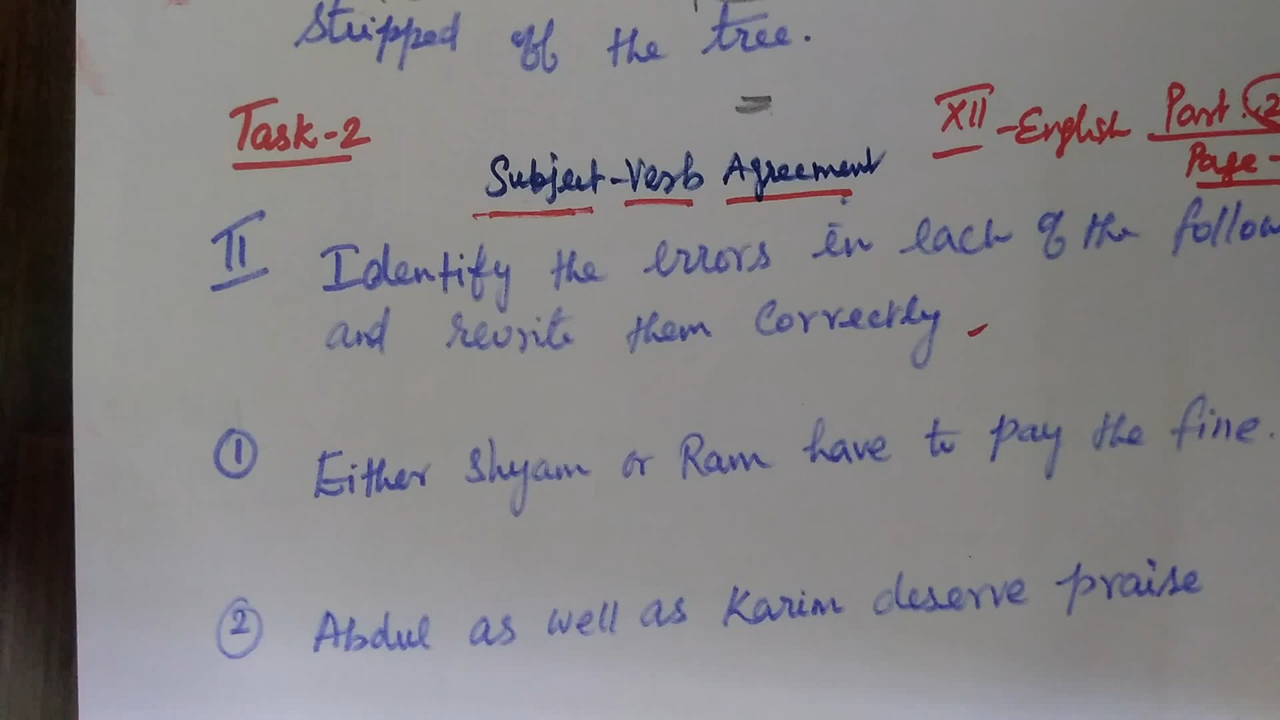 stripped off the tree.
Task-2
XII-English Part.2
Page-
Subject-Verb Agreement
II Identify the errors in each of the follow
and rewrite them correctly.
① Either Shyam or Ram have to pay the fine.
② Abdul as well as Karim deserve praise